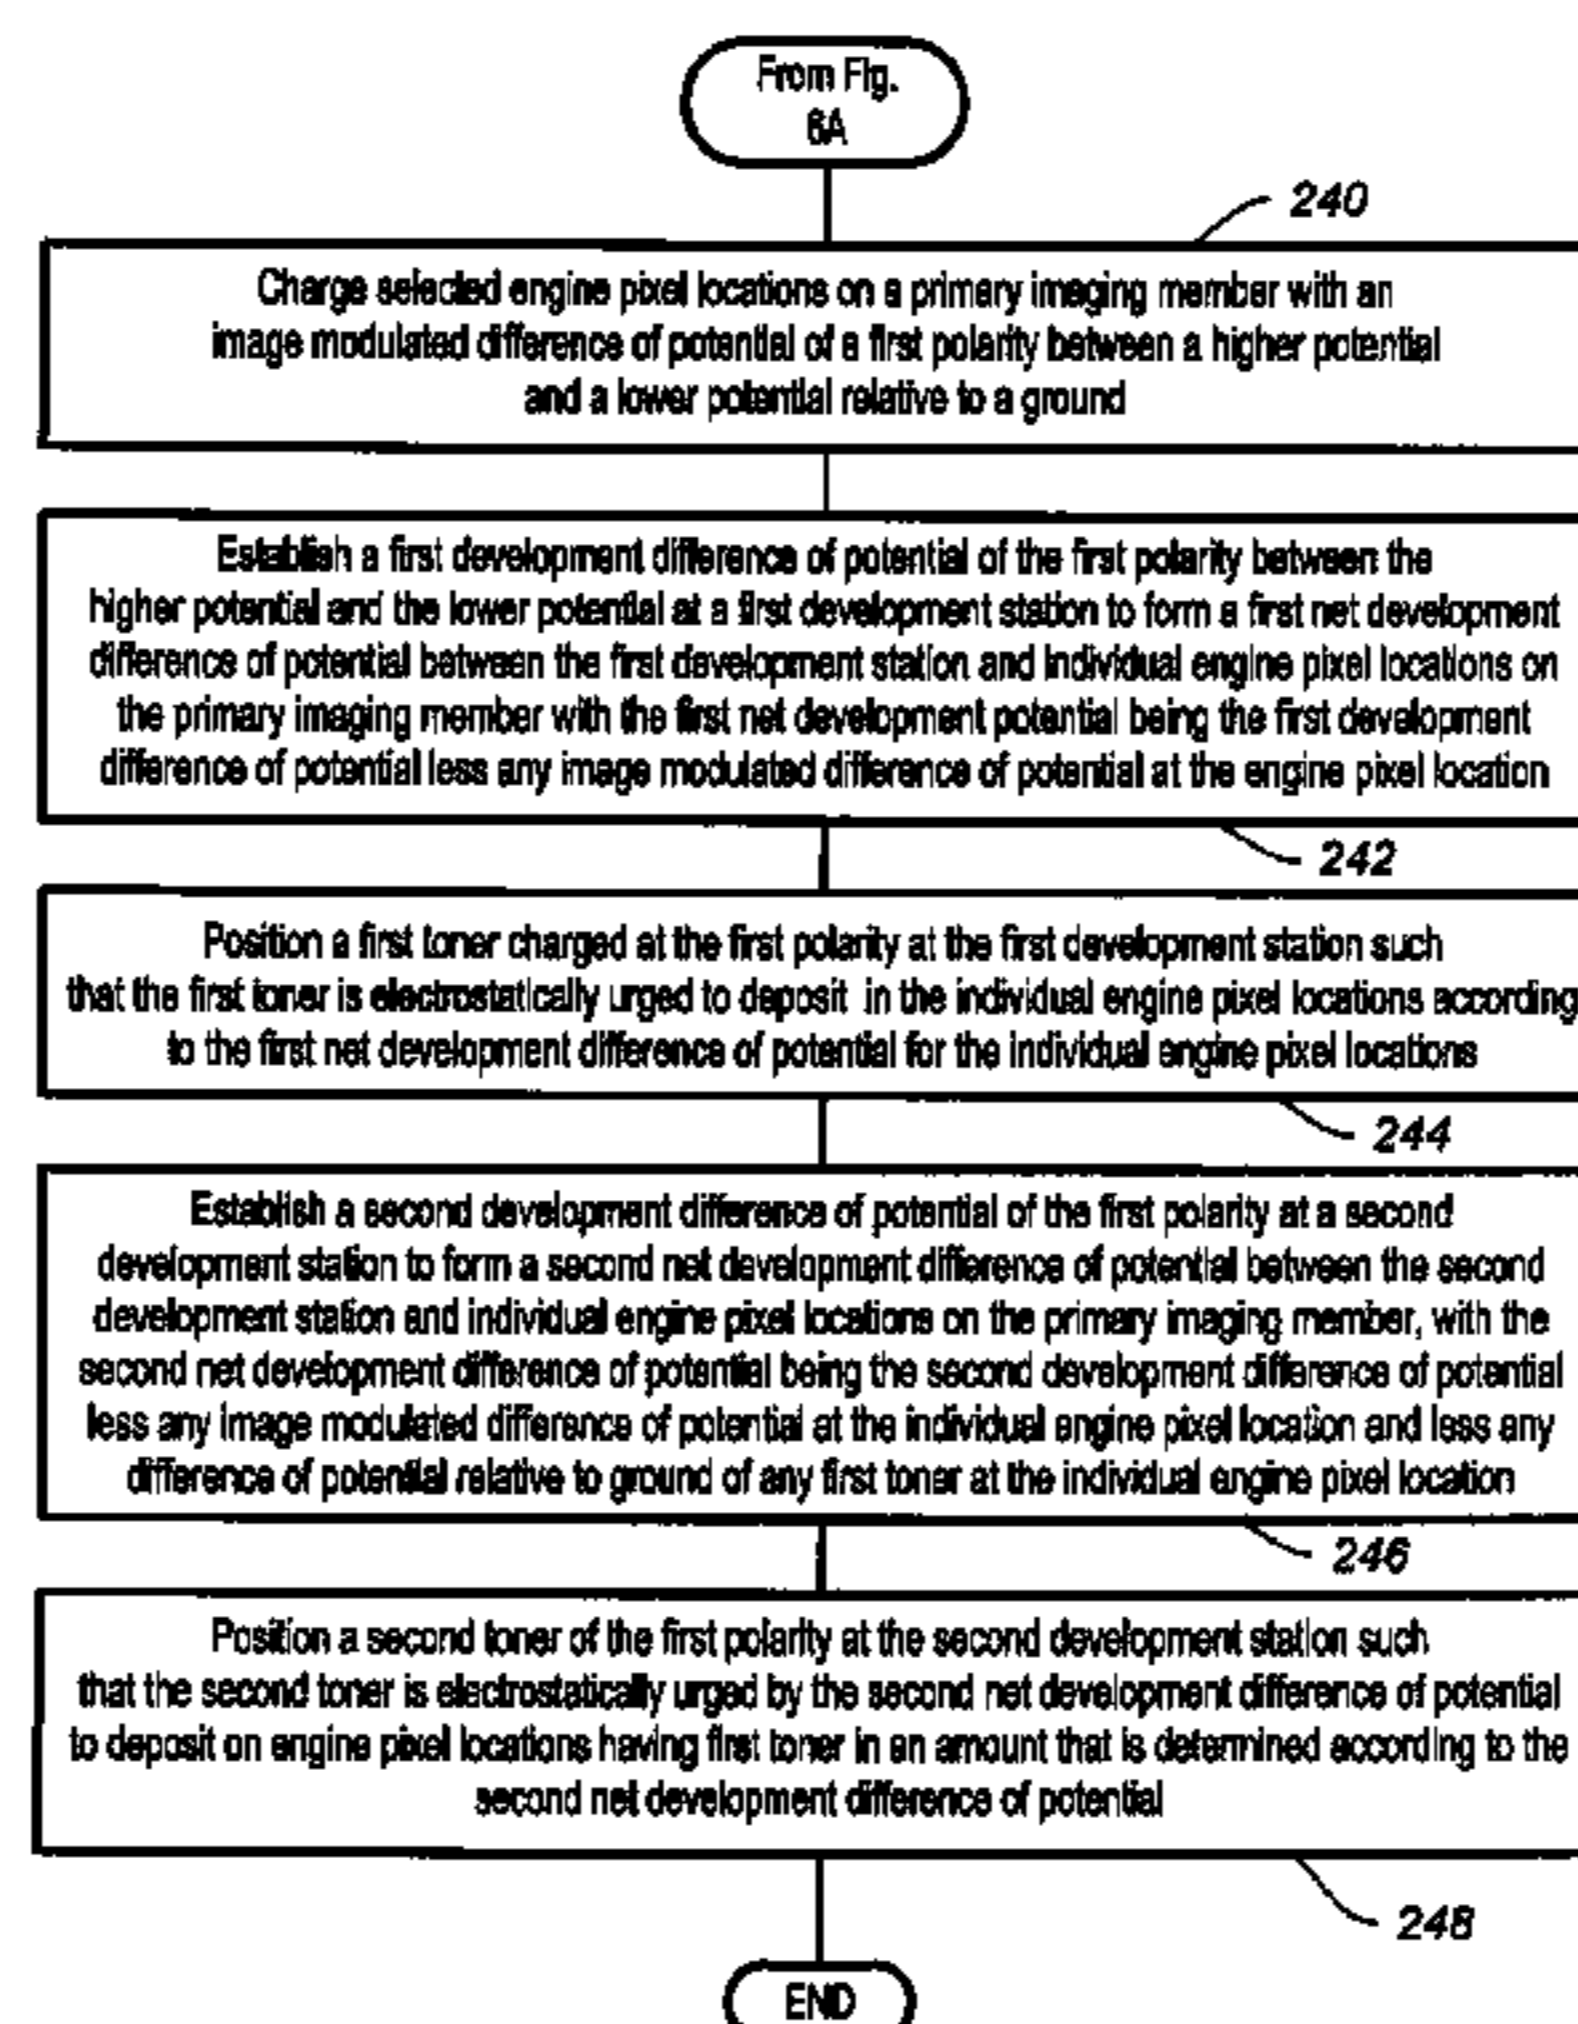 From Fig.
6A
240
Charge selected engine pixel locations on a primary imaging member with an
image modulated difference of potential of a first polarity between a higher potential
and a lower potential relative to a ground
Establish a first development difference of potential of the first polarity between the
higher potential and the lower potential at a first development station to form a first net development
difference of potential between the first development station and individual engine pixel locations on
the primary imaging member with the first net development potential being the first development
difference of potential less any image modulated difference of potential at the engine pixel location
242
Position a first toner charged at the first polarity at the first development station such
that the first toner is electrostatically urged to deposit in the individual engine pixel locations according
to the first net development difference of potential for the individual engine pixel locations
244
Establish a second development difference of potential of the first polarity at a second
development station to form a second net development difference of potential between the second
development station and individual engine pixel locations on the primary imaging member, with the
second net development difference of potential being the second development difference of potential
less any image modulated difference of potential at the individual engine pixel location and less any
difference of potential relative to ground of any first toner at the individual engine pixel location
246
Position a second toner of the first polarity at the second development station such
that the second toner is electrostatically urged by the second net development difference of potential
to deposit on engine pixel locations having first toner in an amount that is determined according to the
second net development difference of potential
248
END